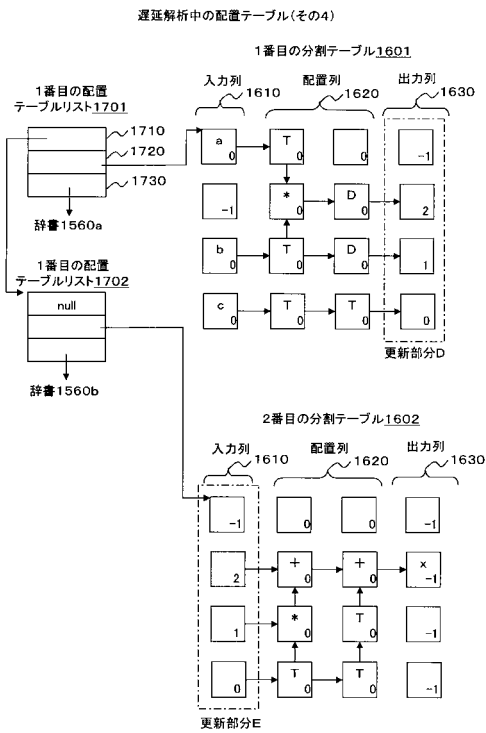 遅延解析中の配置テーブル(その4)
1番目の分割テーブル1601
1番目の配置
テーブルリスト1701
入力列
1610
配置列
1620
出力列
1630
1710
1720
1730
辞書1560a
a
0
T
0
0
-1
-1
*
0
D
0
2
b
0
T
0
D
0
1
c
0
T
0
T
0
0
更新部分D
1番目の配置
テーブルリスト1702
null
辞書1560b
2番目の分割テーブル1602
入力列
1610
配置列
1620
出力列
1630
-1
0
0
-1
2
+
0
+
0
×
-1
1
*
0
T
0
-1
0
T
0
T
0
-1
更新部分E